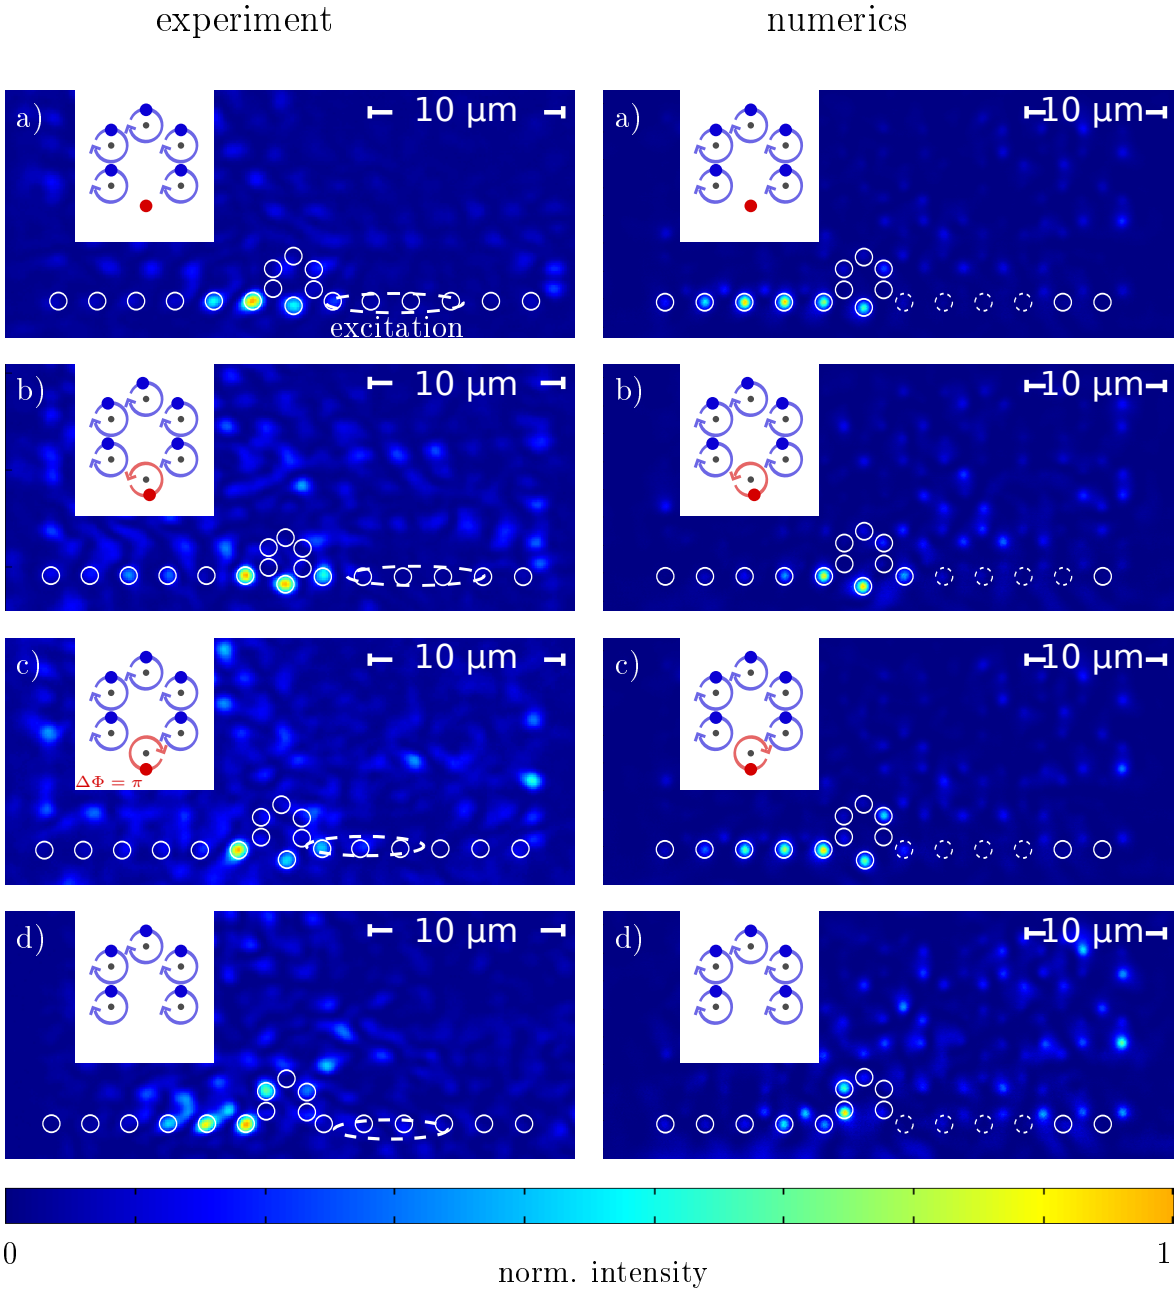 experiment numerics
a) 10 μm a) 10 μm
excitation
b) 10 μm b) 10 μm
c) 10 μm c) 10 μm
ΔΦ = π
d) 10 μm d) 10 μm
0 1
norm. intensity